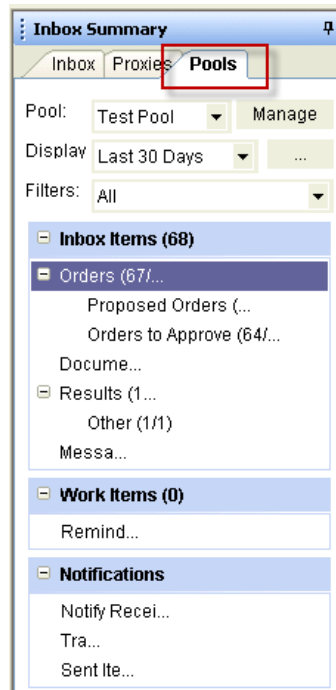 Inbox Summary
Inbox Proxies Pools
Pool: Test Pool Manage
Display Last 30 Days ...
Filters: All
Inbox Items (68)
Orders (67/...
Proposed Orders (...
Orders to Approve (64/...
Docume...
Results (1...
Other (1/1)
Messa...
Work Items (0)
Remind...
Notifications
Notify Recei...
Tra...
Sent Ite...